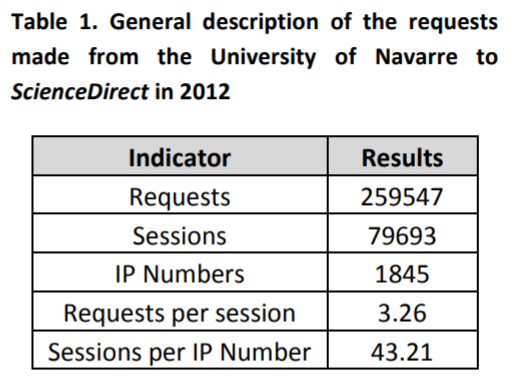 Table 1. General description of the requests
made from the University of Navarre to
ScienceDirect in 2012
Indicator Results
Requests 259547
Sessions 79693
IP Numbers 1845
Requests per session 3.26
Sessions per IP Number 43.21